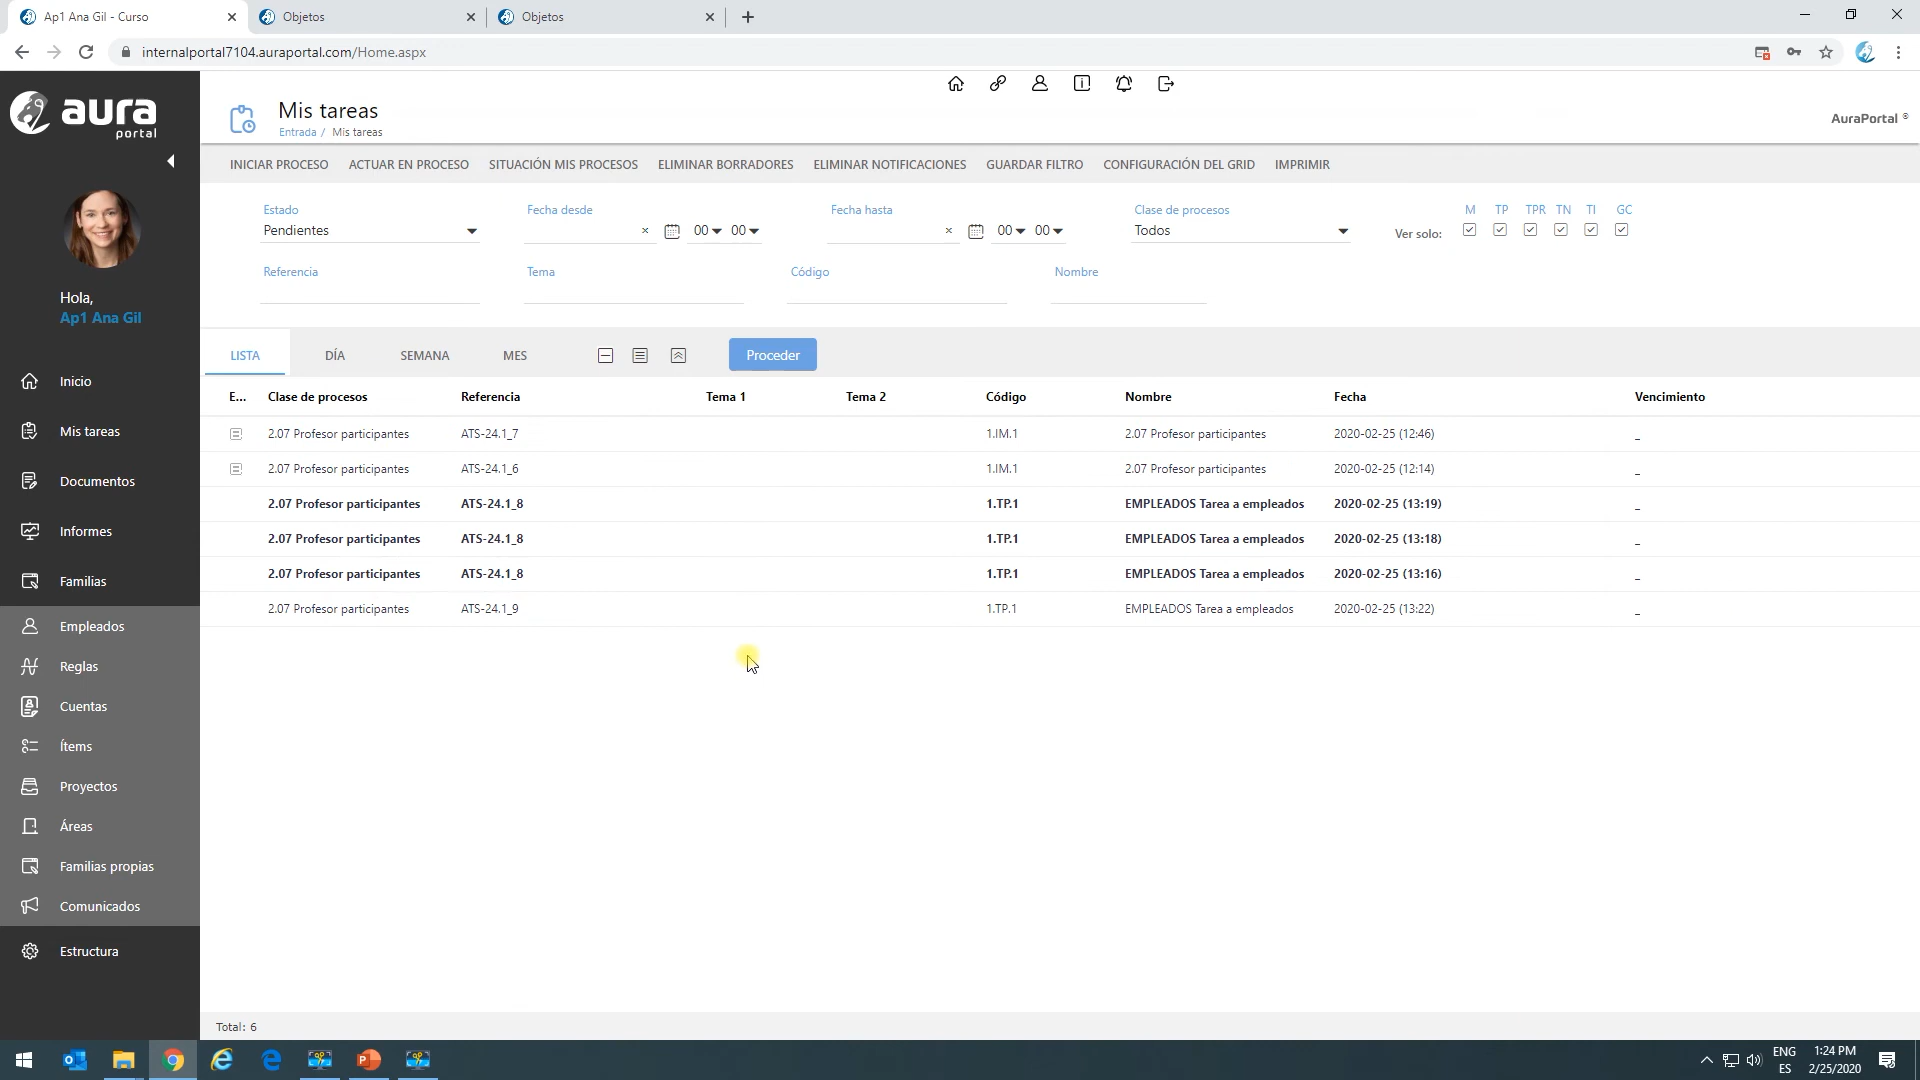 Ap1 Ana Gil - Curso
Objetos
Objetos
internalportal7104.auraportal.com/Home.aspx
aura
portal
Hola,
Ap1 Ana Gil
Inicio
Mis tareas
Documentos
Informes
Familias
Empleados
Reglas
Cuentas
Ítems
Proyectos
Áreas
Familias propias
Comunicados
Estructura
Mis tareas
Entrada / Mis tareas
AuraPortal ®
INICIAR PROCESO ACTUAR EN PROCESO SITUACIÓN MIS PROCESOS ELIMINAR BORRADORES ELIMINAR NOTIFICACIONES GUARDAR FILTRO CONFIGURACIÓN DEL GRID IMPRIMIR
Estado Fecha desde Fecha hasta Clase de procesos M TP TPR TN TI GC
Pendientes × 00 00 × 00 00 Todos Ver solo:
Referencia Tema Código Nombre
LISTA DÍA SEMANA MES Proceder
E... Clase de procesos Referencia Tema 1 Tema 2 Código Nombre Fecha Vencimiento
2.07 Profesor participantes ATS-24.1_7 1.IM.1 2.07 Profesor participantes 2020-02-25 (12:46) _
2.07 Profesor participantes ATS-24.1_6 1.IM.1 2.07 Profesor participantes 2020-02-25 (12:14) _
2.07 Profesor participantes ATS-24.1_8 1.TP.1 EMPLEADOS Tarea a empleados 2020-02-25 (13:19) _
2.07 Profesor participantes ATS-24.1_8 1.TP.1 EMPLEADOS Tarea a empleados 2020-02-25 (13:18) _
2.07 Profesor participantes ATS-24.1_8 1.TP.1 EMPLEADOS Tarea a empleados 2020-02-25 (13:16) _
2.07 Profesor participantes ATS-24.1_9 1.TP.1 EMPLEADOS Tarea a empleados 2020-02-25 (13:22) _
Total: 6
ENG
ES
1:24 PM
2/25/2020